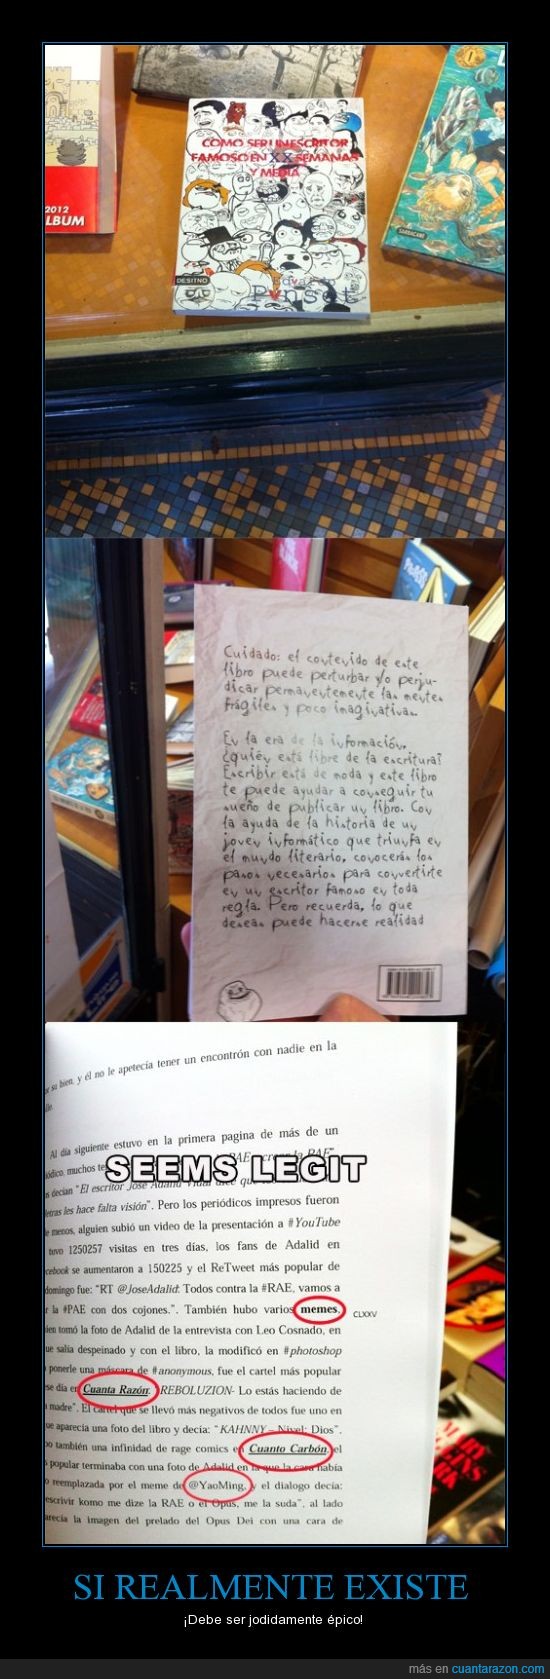 2012
LBUM
COMO SER UN ESCRITOR
FAMOSO EN XX SEMANAS
Y MEDIA
DESITNO
Cuidado: el contenido de este
libro puede perturbar y/o perju-
dicar permanentemente las mentes
frágiles y poco imaginativas.
En la era de la información,
¿quién está libre de la escritura?
Escribir está de moda y este libro
te puede ayudar a conseguir tu
sueño de publicar un libro. Con
la ayuda de la historia de un
joven informático que triunfa en
el mundo literario, conocerás los
pasos necesarios para convertirte
en un escritor famoso en toda
regla. Pero recuerda, lo que
deseas puede hacerse realidad
su bien, y él no le apetecía tener un encontrón con nadie en la
Al día siguiente estuvo en la primera pagina de más de un
muchos
SEEMS LEGIT
decían "El escritor José Adalid Vidal dice que
letras les hace falta visión". Pero los periódicos impresos fueron
menos, alguien subió un video de la presentación a #YouTube
tuvo 1250257 visitas en tres días, los fans de Adalid en
cebook se aumentaron a 150225 y el ReTweet más popular de
domingo fue: "RT @JoseAdalid: Todos contra la #RAE, vamos a
r la #PAE con dos cojones.". También hubo varios memes, CLXXV
ien tomó la foto de Adalid de la entrevista con Leo Cosnado, en
ue salía despeinado y con el libro, la modificó en #photoshop
ponerle una máscara de #anonymous, fue el cartel más popular
se día en Cuanta Razón: REBOLUZION- Lo estás haciendo de
madre". El cartel que se llevó más negativos de todos fue uno en
ue aparecía una foto del libro y decía: "KAHNNY – Nivel: Dios".
bo también una infinidad de rage comics en Cuanto Carbón, el
popular terminaba con una foto de Adalid en la que la cara había
o reemplazada por el meme de @YaoMing, y el dialogo decía:
escrivir komo me dize la RAE o el Opus, me la suda", al lado
arecía la imagen del prelado del Opus Dei con una cara de
SI REALMENTE EXISTE
¡Debe ser jodidamente épico!
más en cuantarazon.com